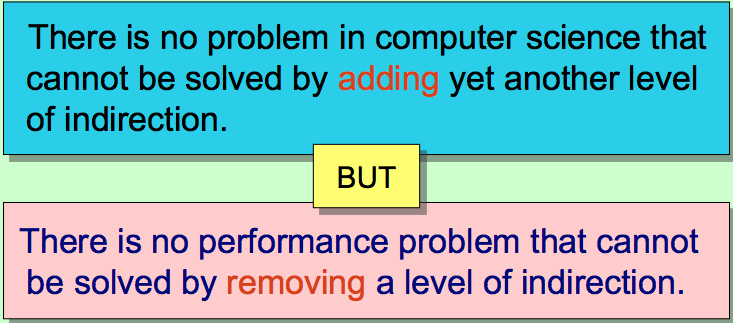 There is no problem in computer science that
cannot be solved by adding yet another level
of indirection.
BUT
There is no performance problem that cannot
be solved by removing a level of indirection.